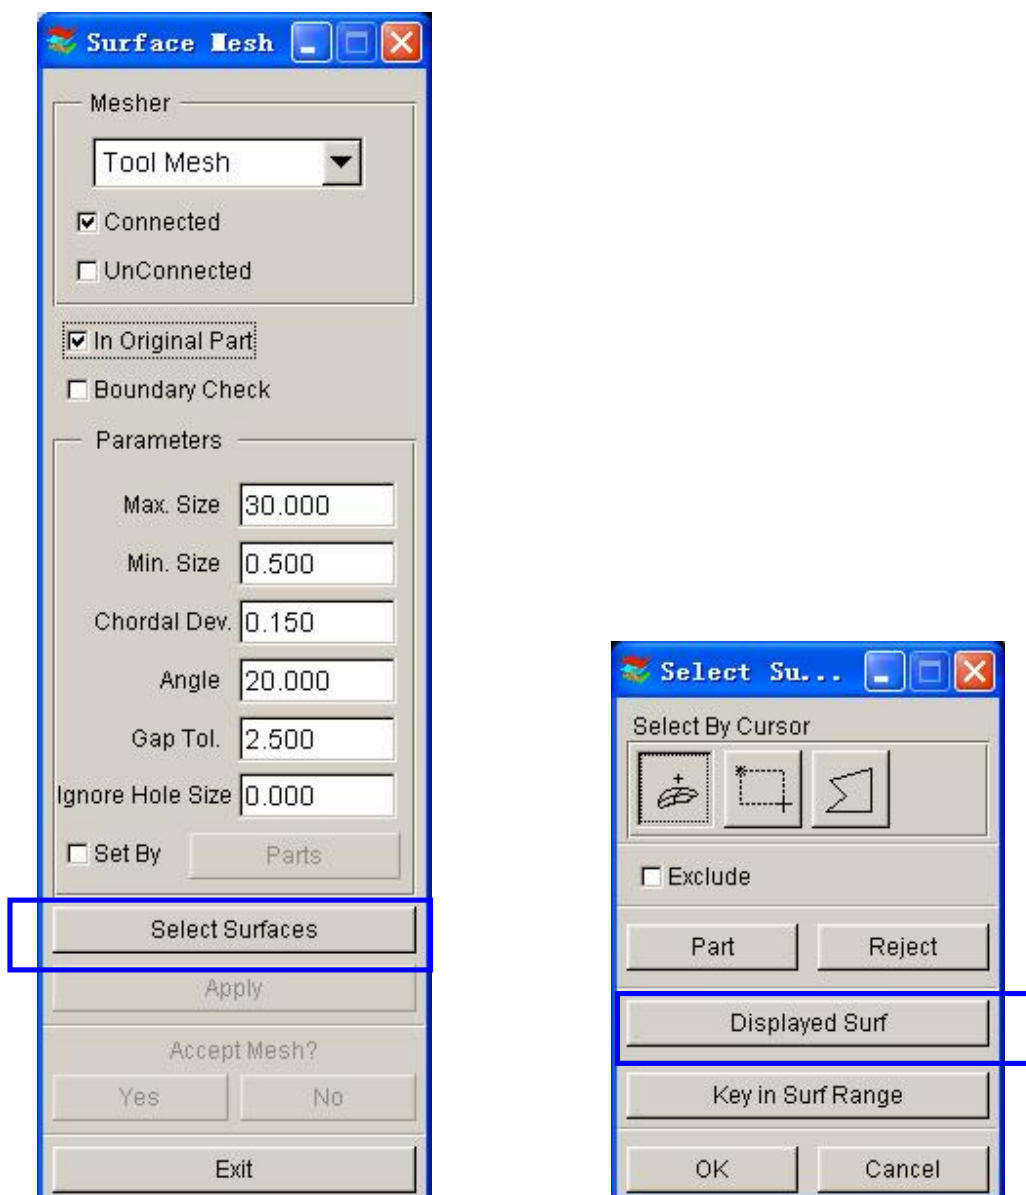 Surface Mesh
Mesher
Tool Mesh
Connected
UnConnected
In Original Part
Boundary Check
Parameters
Max. Size 30.000
Min. Size 0.500
Chordal Dev. 0.150
Angle 20.000
Gap Tol. 2.500
Ignore Hole Size 0.000
Set By Parts
Select Surfaces
Apply
Accept Mesh?
Yes No
Exit
Select Su...
Select By Cursor
Exclude
Part Reject
Displayed Surf
Key in Surf Range
OK Cancel